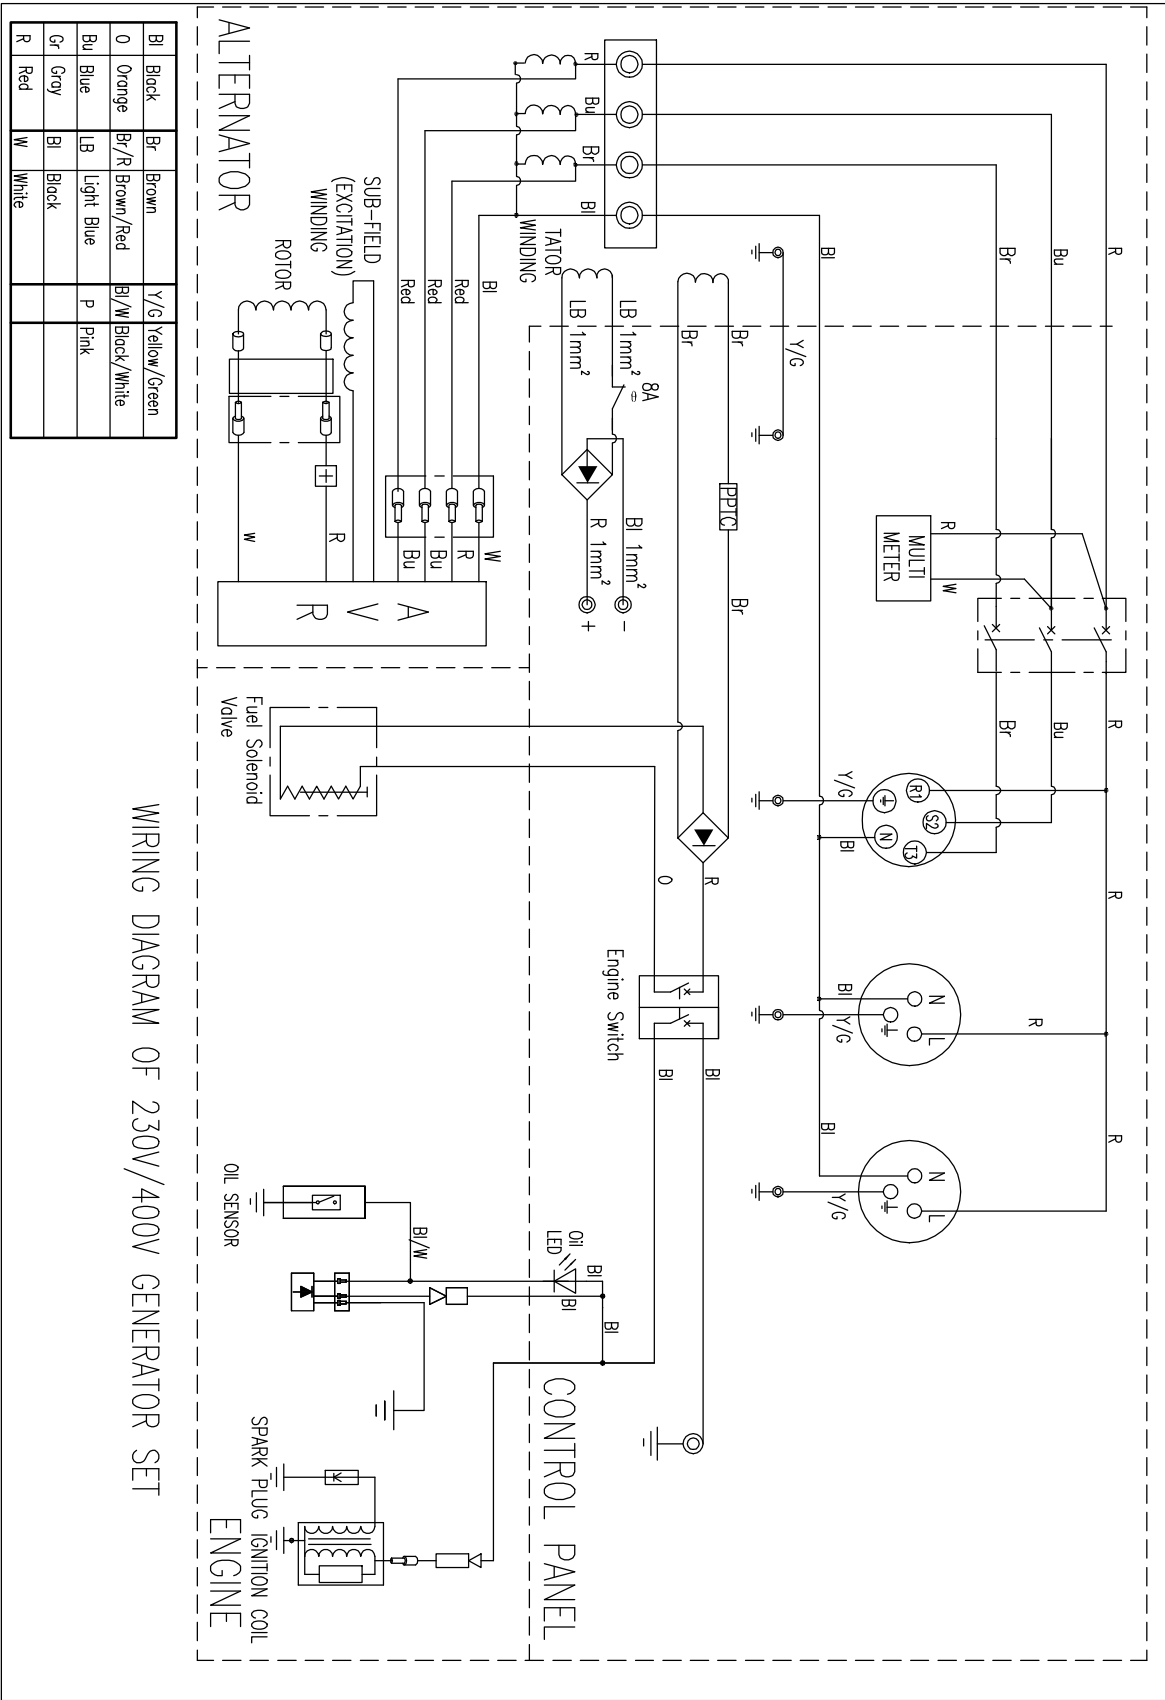 ALTERNATOR
R
Bu
Br
Bl
TATOR
WINDING
SUB-FIELD
(EXCITATION)
WINDING
ROTOR
Bl
Red
Red
Red
W
R
Bu
Bu
R
W
A
V
R
LB 1mm²
LB 1mm²
8A
Bl 1mm²
R 1mm²
-
+
Br
Br
PPTC
Br
Y/G
R
Bu
Br
Bl
MULTI
METER
R
W
R
Bu
Br
R1
S2
T3
N
Y/G
Bl
R
N
L
Bl
Y/G
R
R
N
L
Bl
Y/G
R
O
Engine Switch
Bl
Bl
Fuel Solenoid
Valve
OIL SENSOR
Bl/W
Oil
LED
Bl
Bl
Bl
CONTROL PANEL
SPARK PLUG IGNITION COIL
ENGINE
Bl Black Br Brown Y/G Yellow/Green
O Orange Br/R Brown/Red Bl/W Black/White
Bu Blue LB Light Blue P Pink
Gr Gray Bl Black
R Red W White
WIRING DIAGRAM OF 230V/400V GENERATOR SET